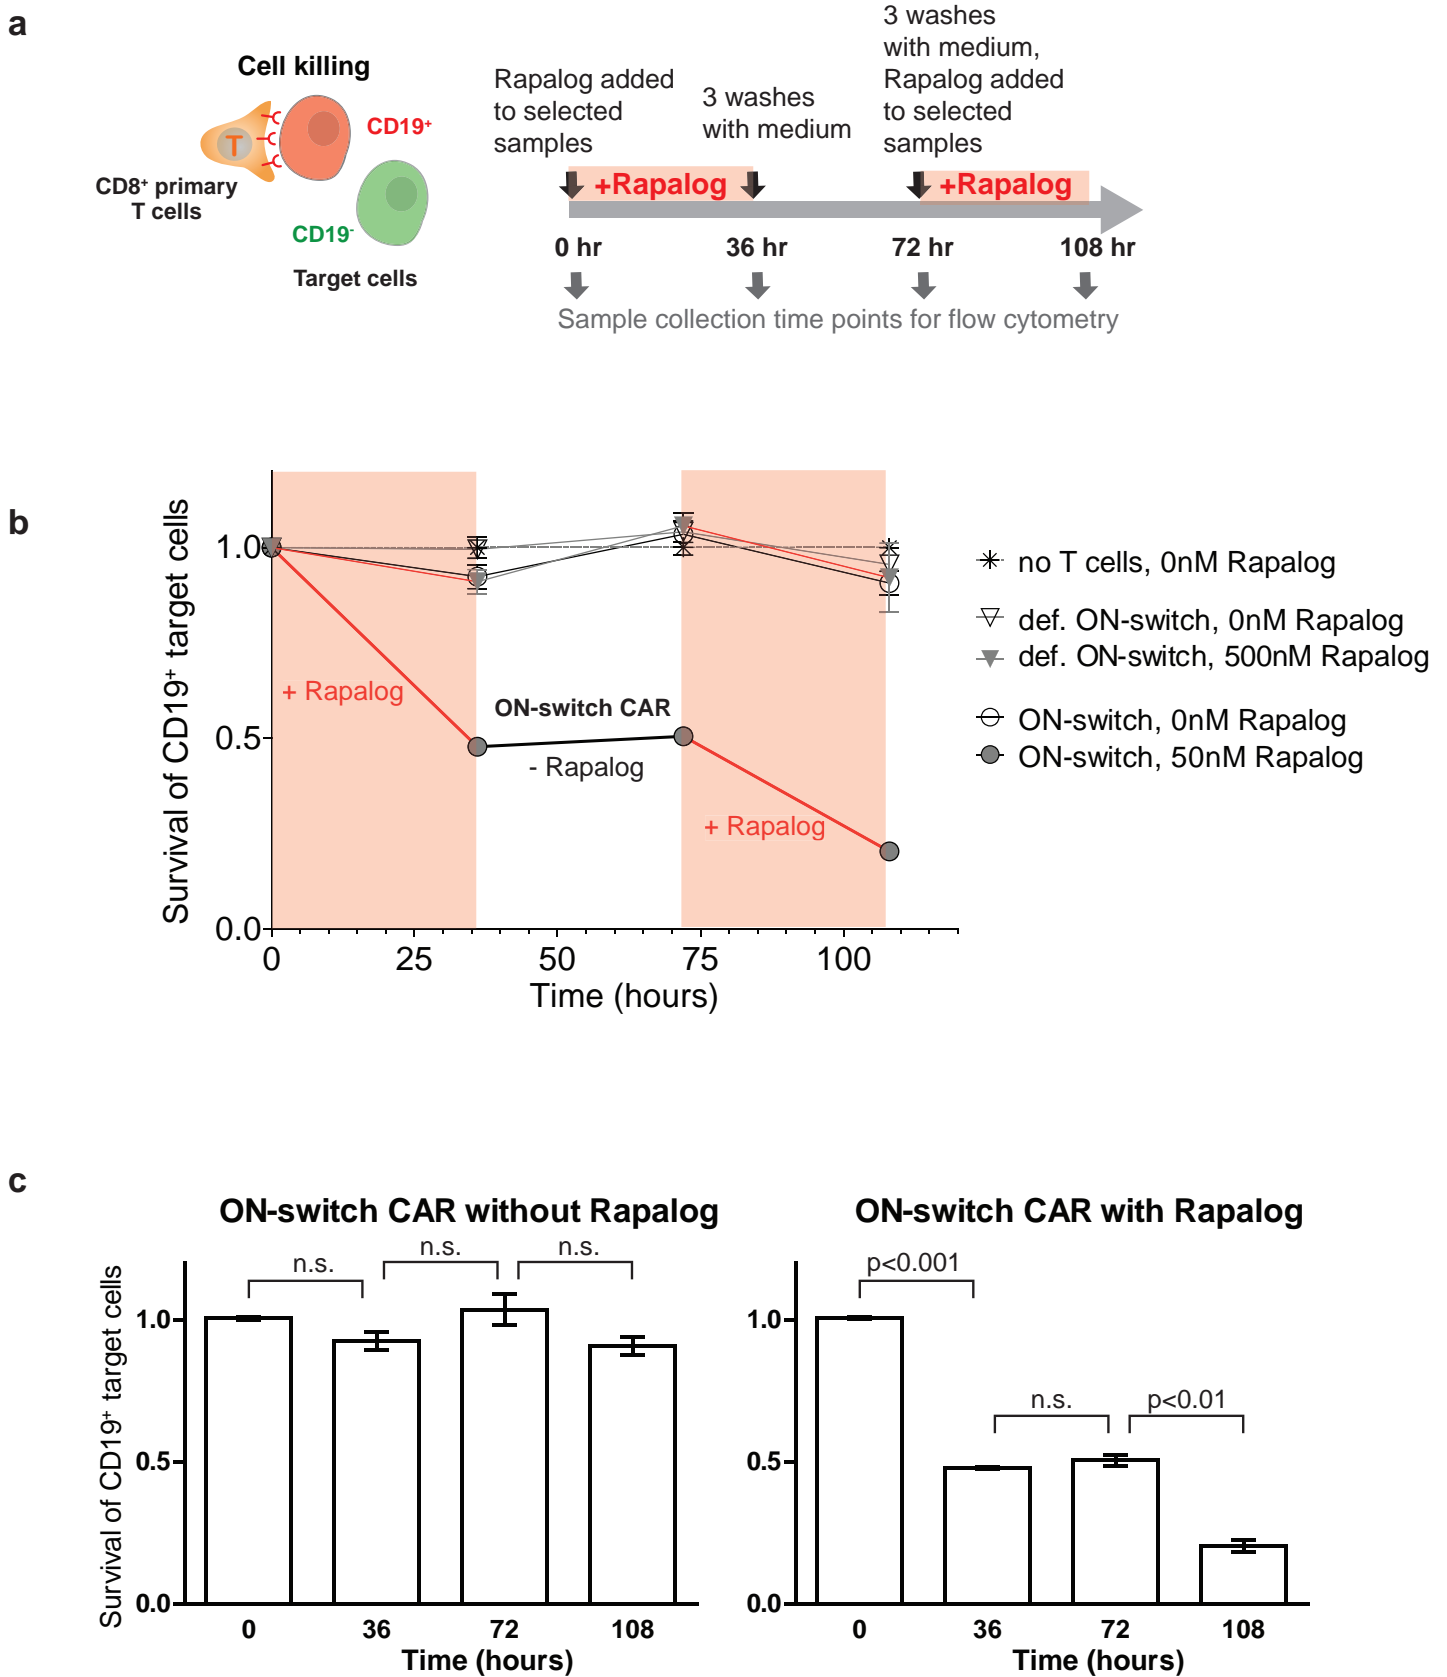 a
Cell killing
CD19+
T
CD8+ primary
T cells
CD19-
Target cells
Rapalog added
to selected
samples
3 washes
with medium
3 washes
with medium,
Rapalog added
to selected
samples
+Rapalog
+Rapalog
0 hr
36 hr
72 hr
108 hr
Sample collection time points for flow cytometry
b
Survival of CD19+ target cells
1.0
0.5
0.0
+ Rapalog
ON-switch CAR
- Rapalog
+ Rapalog
0
25
50
75
100
Time (hours)
no T cells, 0nM Rapalog
def. ON-switch, 0nM Rapalog
def. ON-switch, 500nM Rapalog
ON-switch, 0nM Rapalog
ON-switch, 50nM Rapalog
c
ON-switch CAR without Rapalog
n.s.
n.s.
n.s.
Survival of CD19+ target cells
1.0
0.5
0.0
0
36
72
108
Time (hours)
ON-switch CAR with Rapalog
p<0.001
n.s.
p<0.01
1.0
0.5
0.0
0
36
72
108
Time (hours)